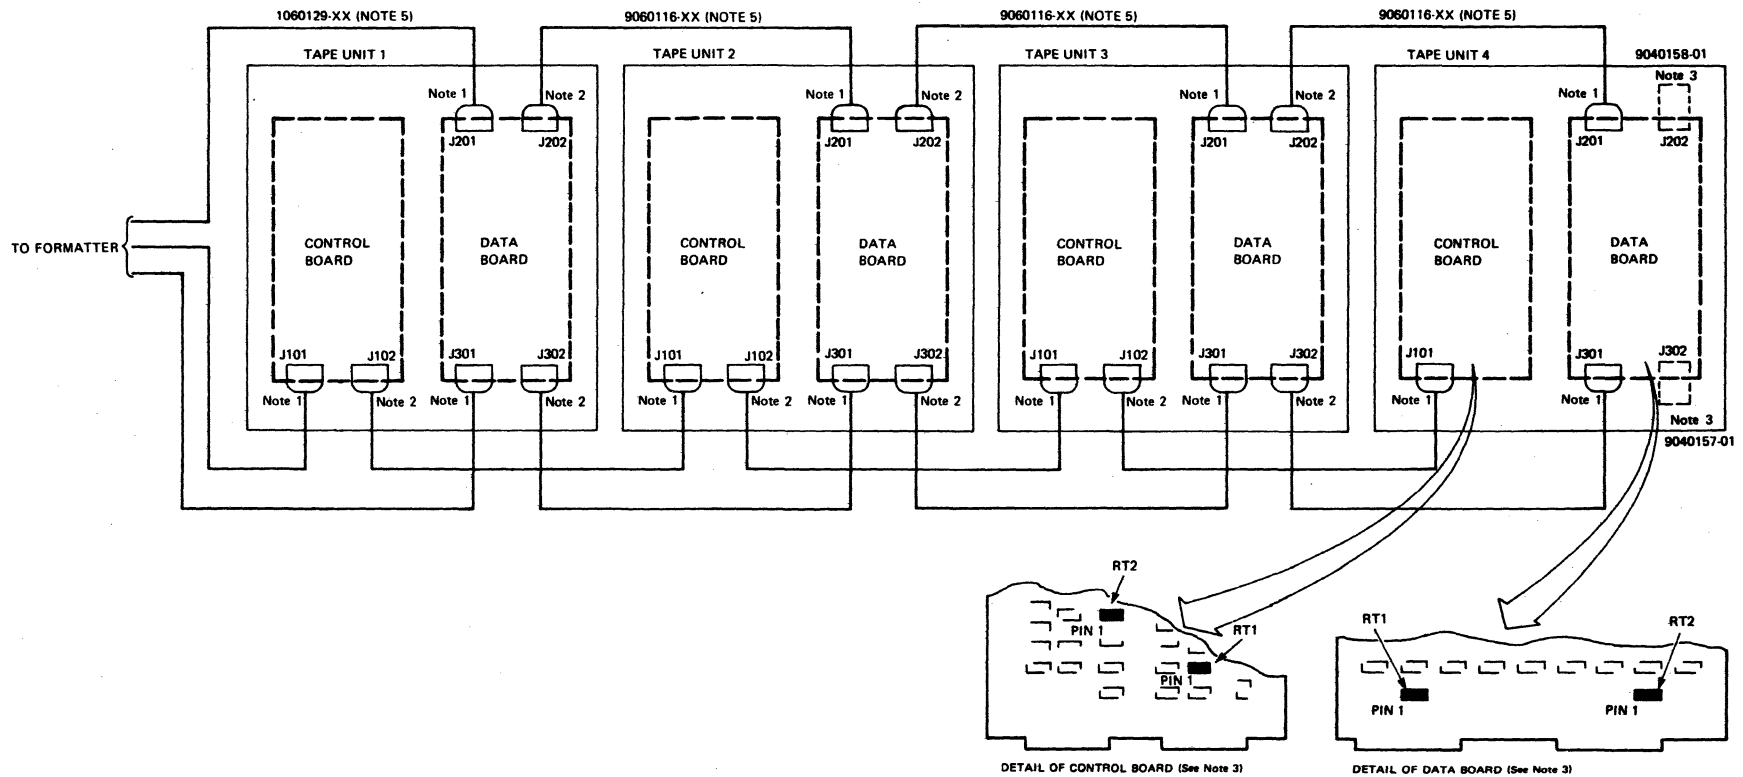 1060129-XX (NOTE 5)
9060116-XX (NOTE 5)
9060116-XX (NOTE 5)
9060116-XX (NOTE 5)
TAPE UNIT 1
TAPE UNIT 2
TAPE UNIT 3
TAPE UNIT 4
9040158-01
Note 3
Note 1
Note 2
Note 1
Note 2
Note 1
Note 2
Note 1
J201
J202
J201
J202
J201
J202
J201
J202
TO FORMATTER
CONTROL
BOARD
DATA
BOARD
CONTROL
BOARD
DATA
BOARD
CONTROL
BOARD
DATA
BOARD
CONTROL
BOARD
DATA
BOARD
J101
J102
J301
J302
J101
J102
J301
J302
J101
J102
J301
J302
J101
J301
J302
Note 1
Note 2
Note 1
Note 2
Note 1
Note 2
Note 1
Note 2
Note 1
Note 2
Note 1
Note 2
Note 1
Note 1
Note 3
9040157-01
RT2
PIN 1
RT1
PIN 1
RT1
RT2
PIN 1
PIN 1
DETAIL OF CONTROL BOARD (See Note 3)
DETAIL OF DATA BOARD (See Note 3)